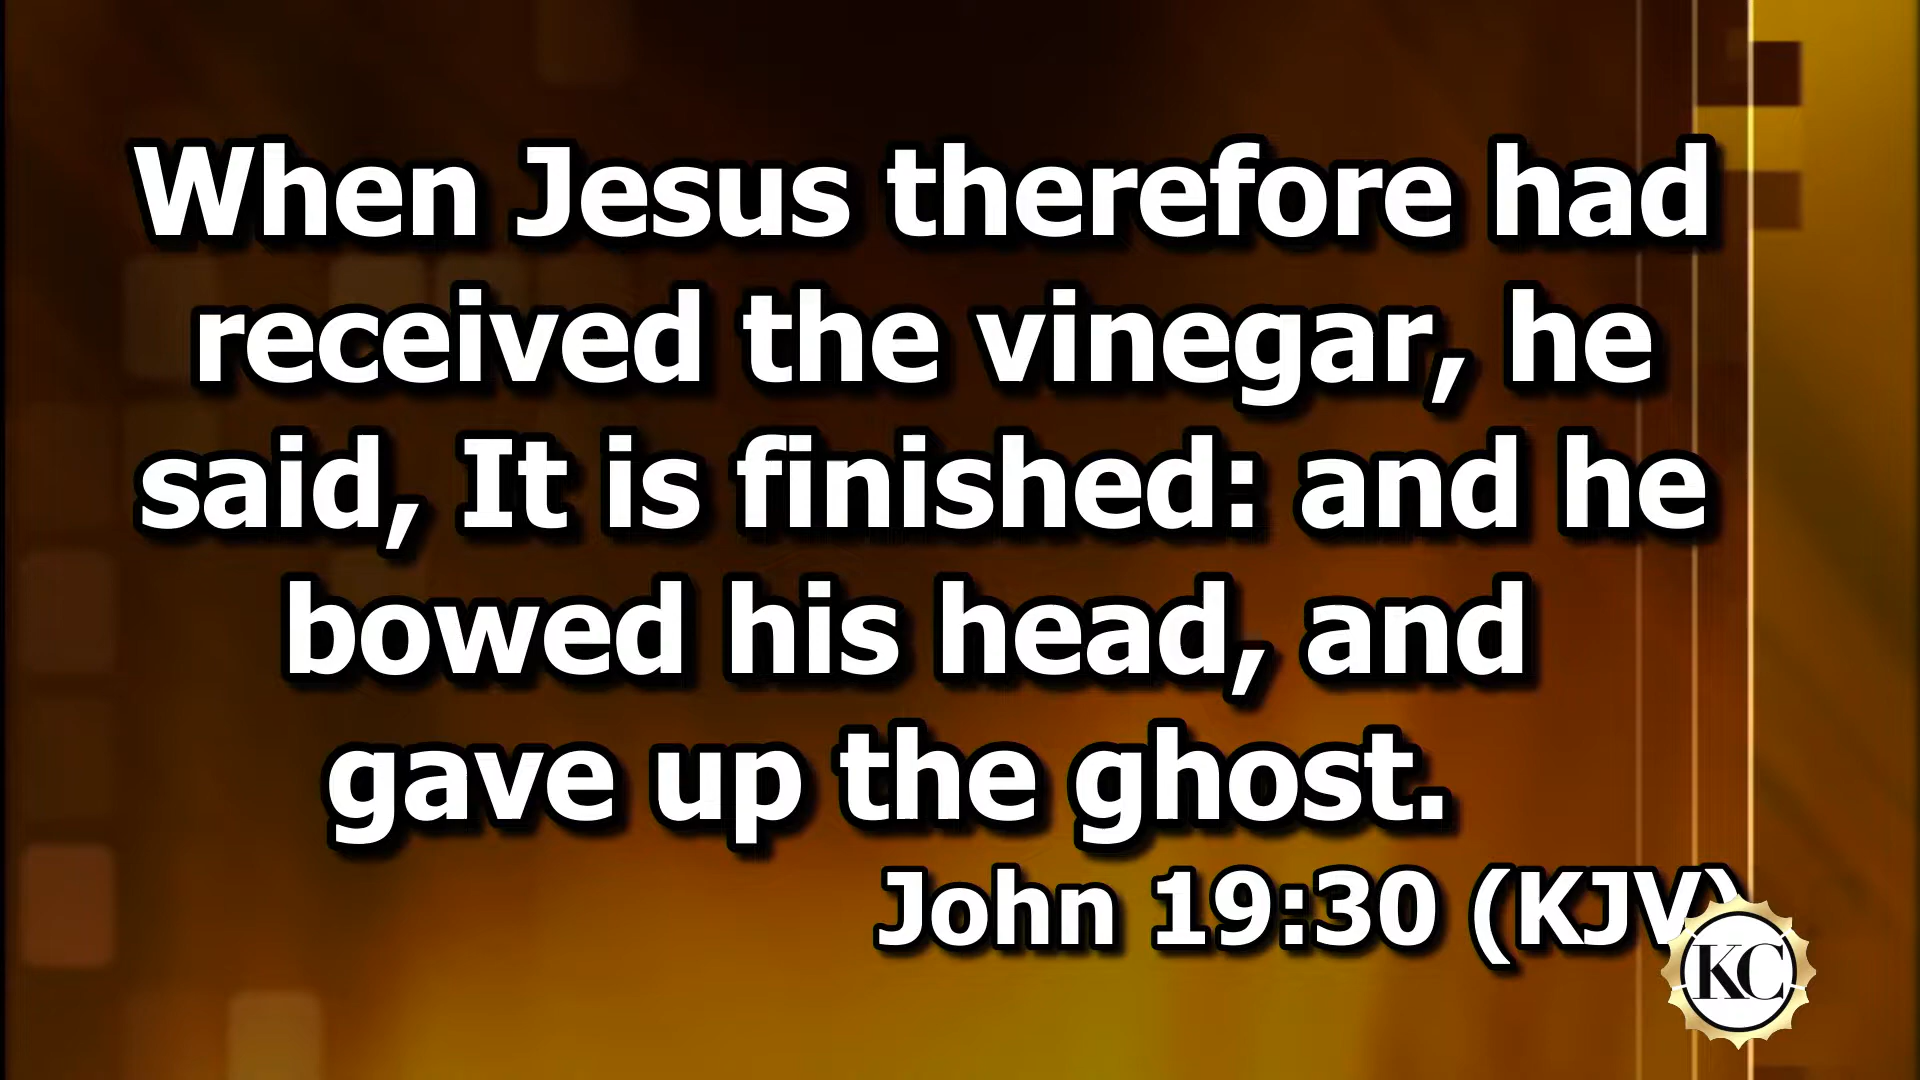 When Jesus therefore had
received the vinegar, he
said, It is finished: and he
bowed his head, and
gave up the ghost.
John 19:30 (KJV)
KC